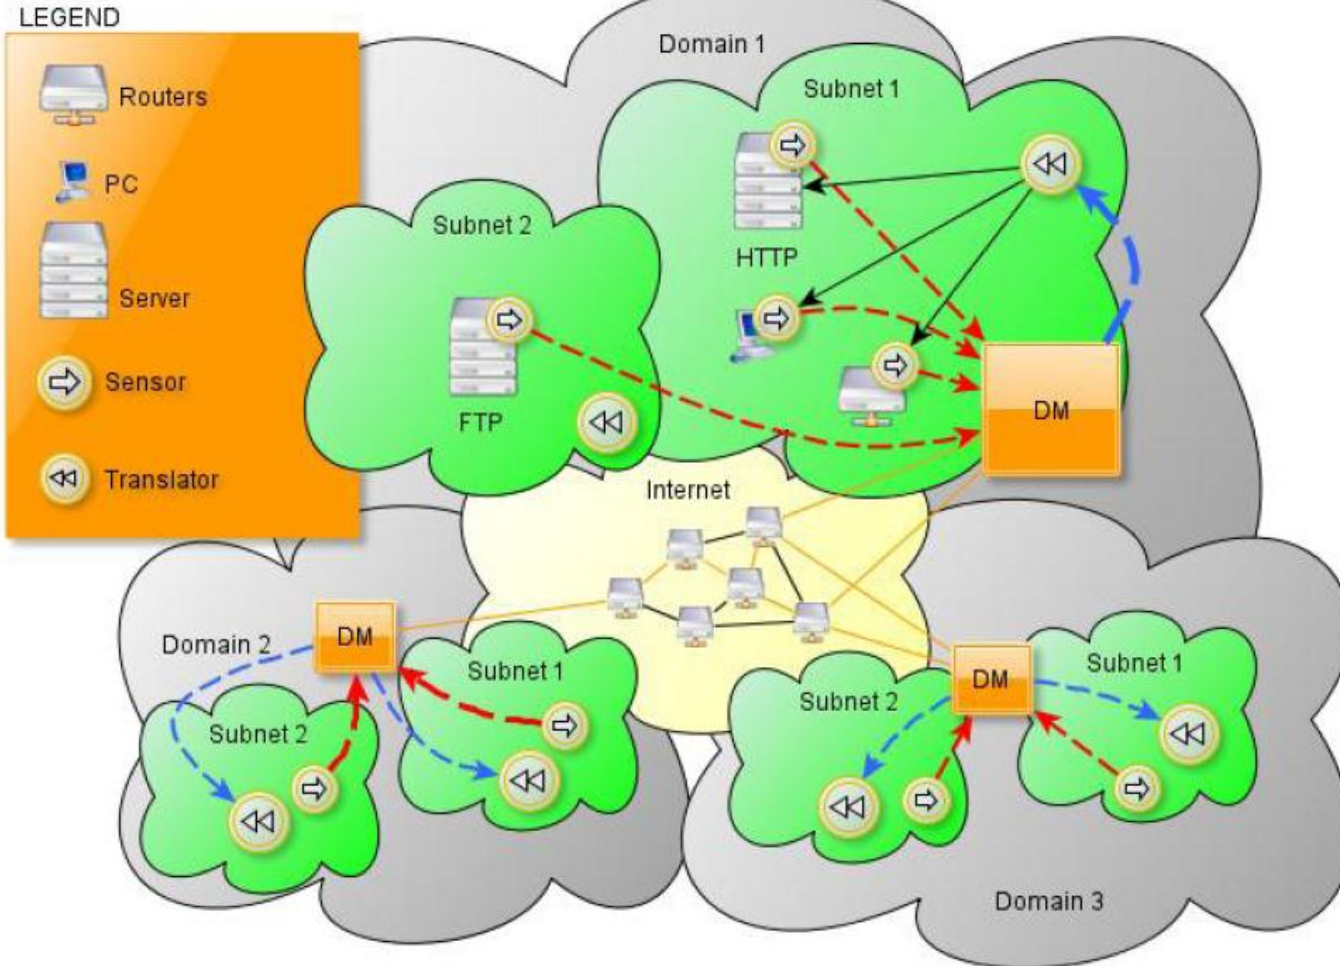 LEGEND
Routers
PC
Server
Sensor
Translator
Domain 1
Subnet 1
HTTP
DM
Subnet 2
FTP
Internet
Domain 2
DM
Subnet 1
Subnet 2
DM
Subnet 1
Subnet 2
Domain 3